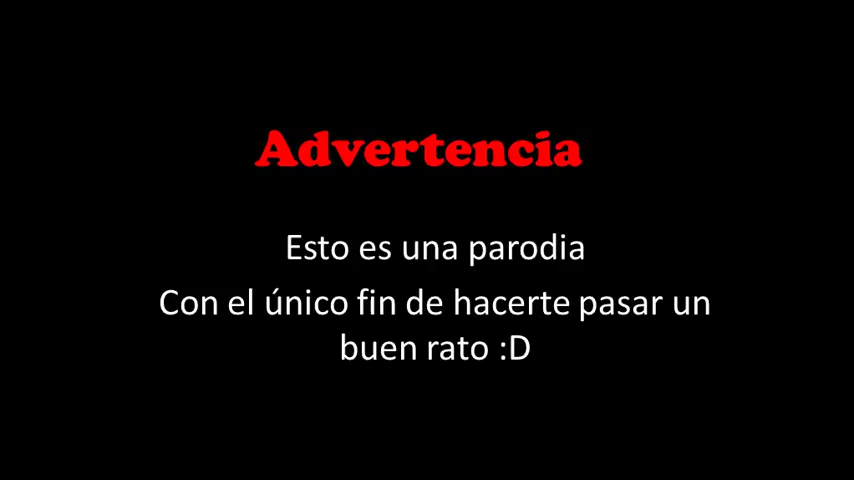 Advertencia
Esto es una parodia
Con el único fin de hacerte pasar un
buen rato :D